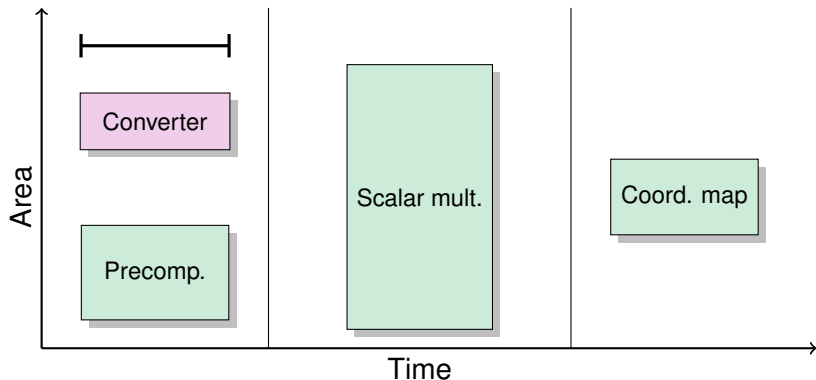 Converter
Precomp.
Scalar mult.
Coord. map
Area
Time